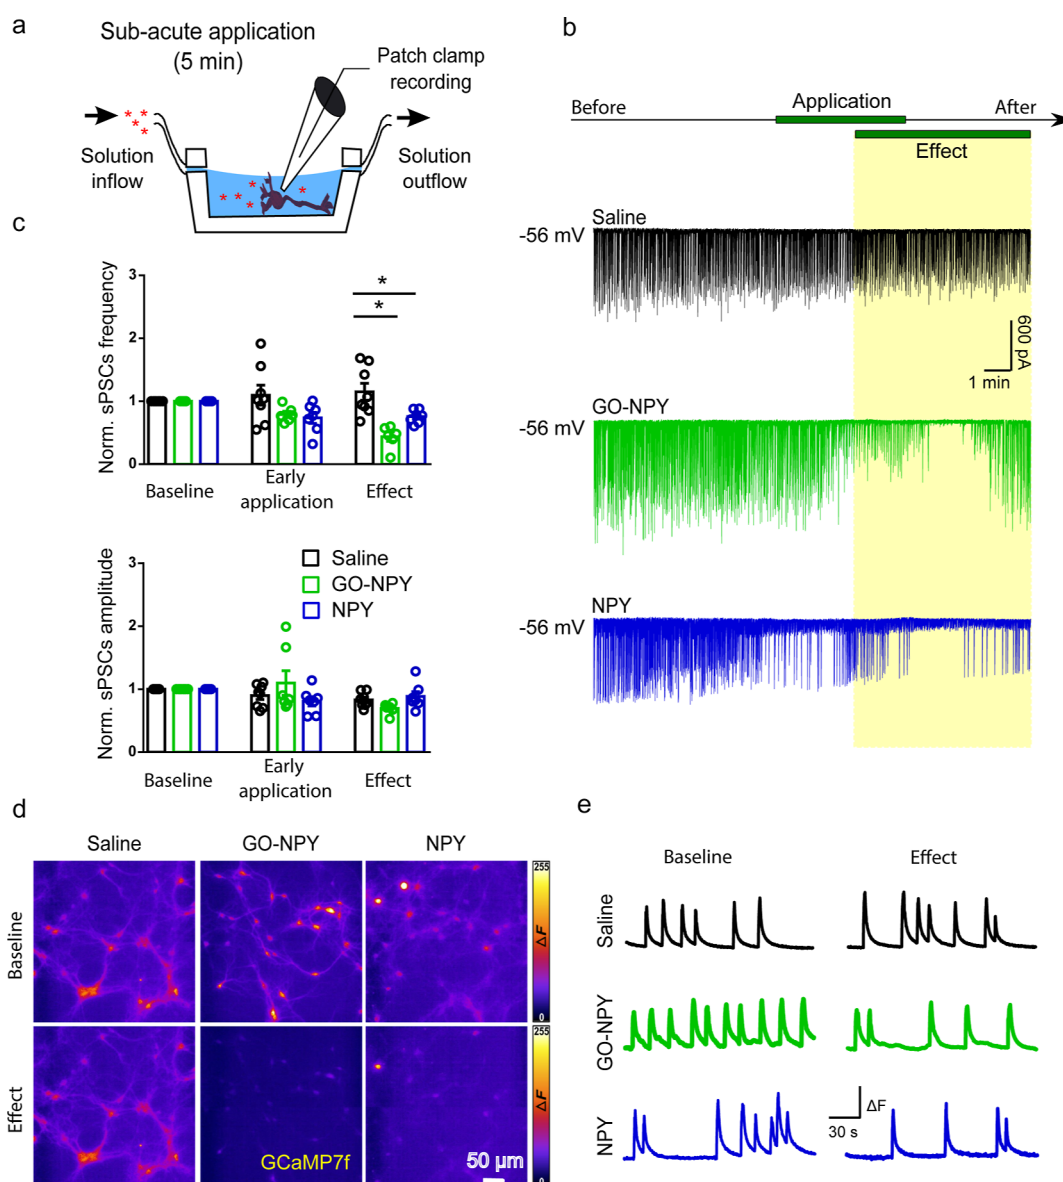 a
Sub-acute application
(5 min)
Patch clamp
recording
Solution
inflow
Solution
outflow
b
Before
Application
After
Effect
Saline
-56 mV
600 pA
1 min
GO-NPY
-56 mV
NPY
-56 mV
c
Norm. sPSCs frequency
3
2
1
0
*
*
Baseline
Early
application
Effect
Norm. sPSCs amplitude
3
2
1
0
Saline
GO-NPY
NPY
Baseline
Early
application
Effect
d
Saline
GO-NPY
NPY
Baseline
255
ΔF
0
Effect
255
ΔF
0
GCaMP7f
50 µm
e
Baseline
Effect
Saline
GO-NPY
NPY
ΔF
30 s